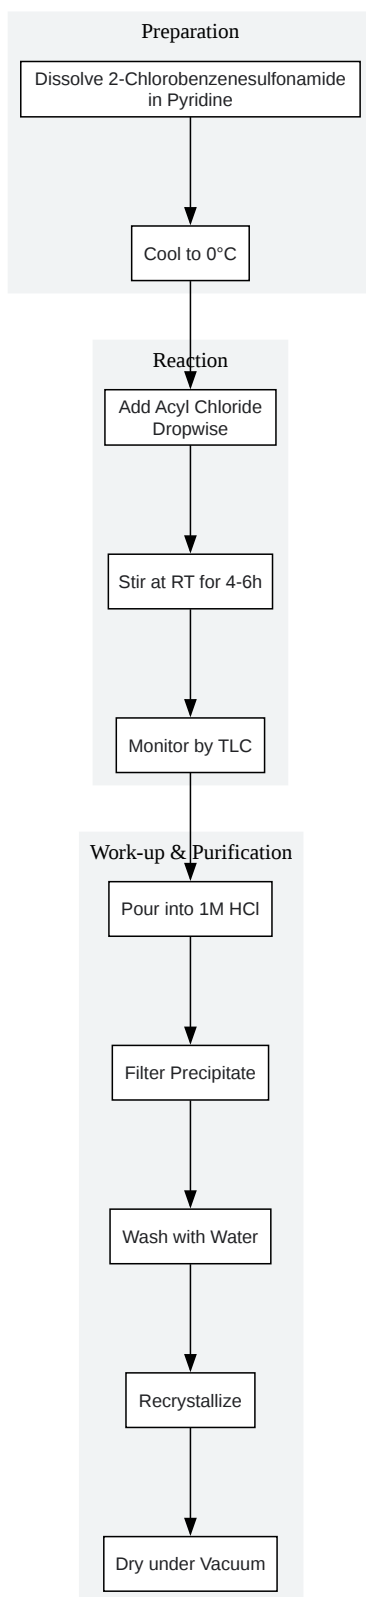 Preparation
Dissolve 2-Chlorobenzenesulfonamide
in Pyridine
Cool to 0°C
Reaction
Add Acyl Chloride
Dropwise
Stir at RT for 4-6h
Monitor by TLC
Work-up & Purification
Pour into 1M HCl
Filter Precipitate
Wash with Water
Recrystallize
Dry under Vacuum